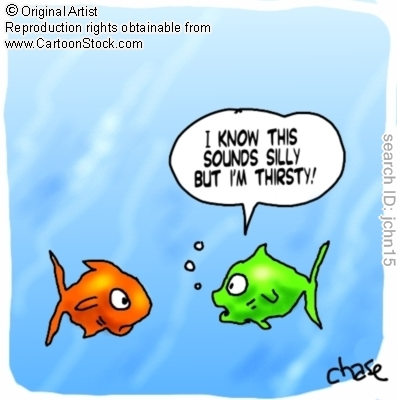 © Original Artist
Reproduction rights obtainable from
www.CartoonStock.com
I KNOW THIS
SOUNDS SILLY
BUT I'M THIRSTY!
search ID: jchn15
chase